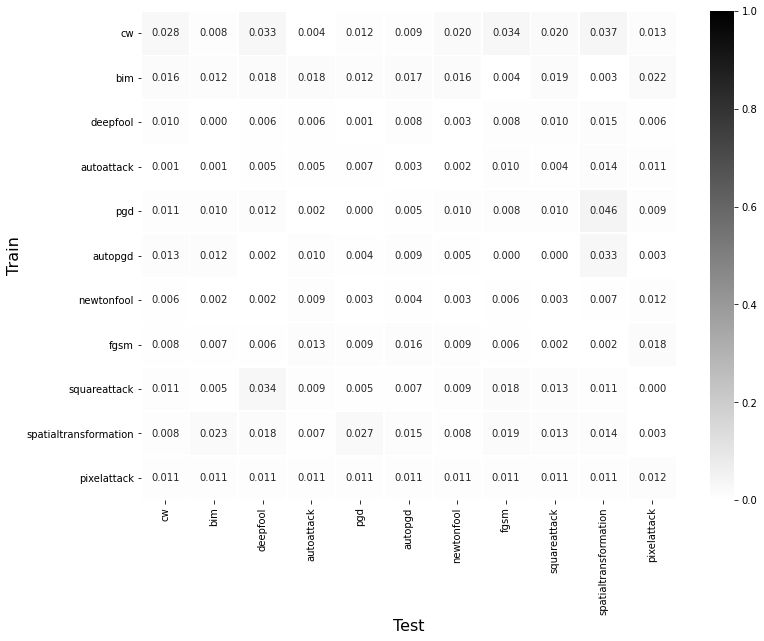 cw 0.028 0.008 0.033 0.004 0.012 0.009 0.020 0.034 0.020 0.037 0.013
bim 0.016 0.012 0.018 0.018 0.012 0.017 0.016 0.004 0.019 0.003 0.022
deepfool 0.010 0.000 0.006 0.006 0.001 0.008 0.003 0.008 0.010 0.015 0.006
autoattack 0.001 0.001 0.005 0.005 0.007 0.003 0.002 0.010 0.004 0.014 0.011
pgd 0.011 0.010 0.012 0.002 0.000 0.005 0.010 0.008 0.010 0.046 0.009
autopgd 0.013 0.012 0.002 0.010 0.004 0.009 0.005 0.000 0.000 0.033 0.003
newtonfool 0.006 0.002 0.002 0.009 0.003 0.004 0.003 0.006 0.003 0.007 0.012
fgsm 0.008 0.007 0.006 0.013 0.009 0.016 0.009 0.006 0.002 0.002 0.018
squareattack 0.011 0.005 0.034 0.009 0.005 0.007 0.009 0.018 0.013 0.011 0.000
spatialtransformation 0.008 0.023 0.018 0.007 0.027 0.015 0.008 0.019 0.013 0.014 0.003
pixelattack 0.011 0.011 0.011 0.011 0.011 0.011 0.011 0.011 0.011 0.011 0.012
cw bim deepfool autoattack pgd autopgd newtonfool fgsm squareattack spatialtransformation pixelattack
Train
Test
1.0
0.8
0.6
0.4
0.2
0.0